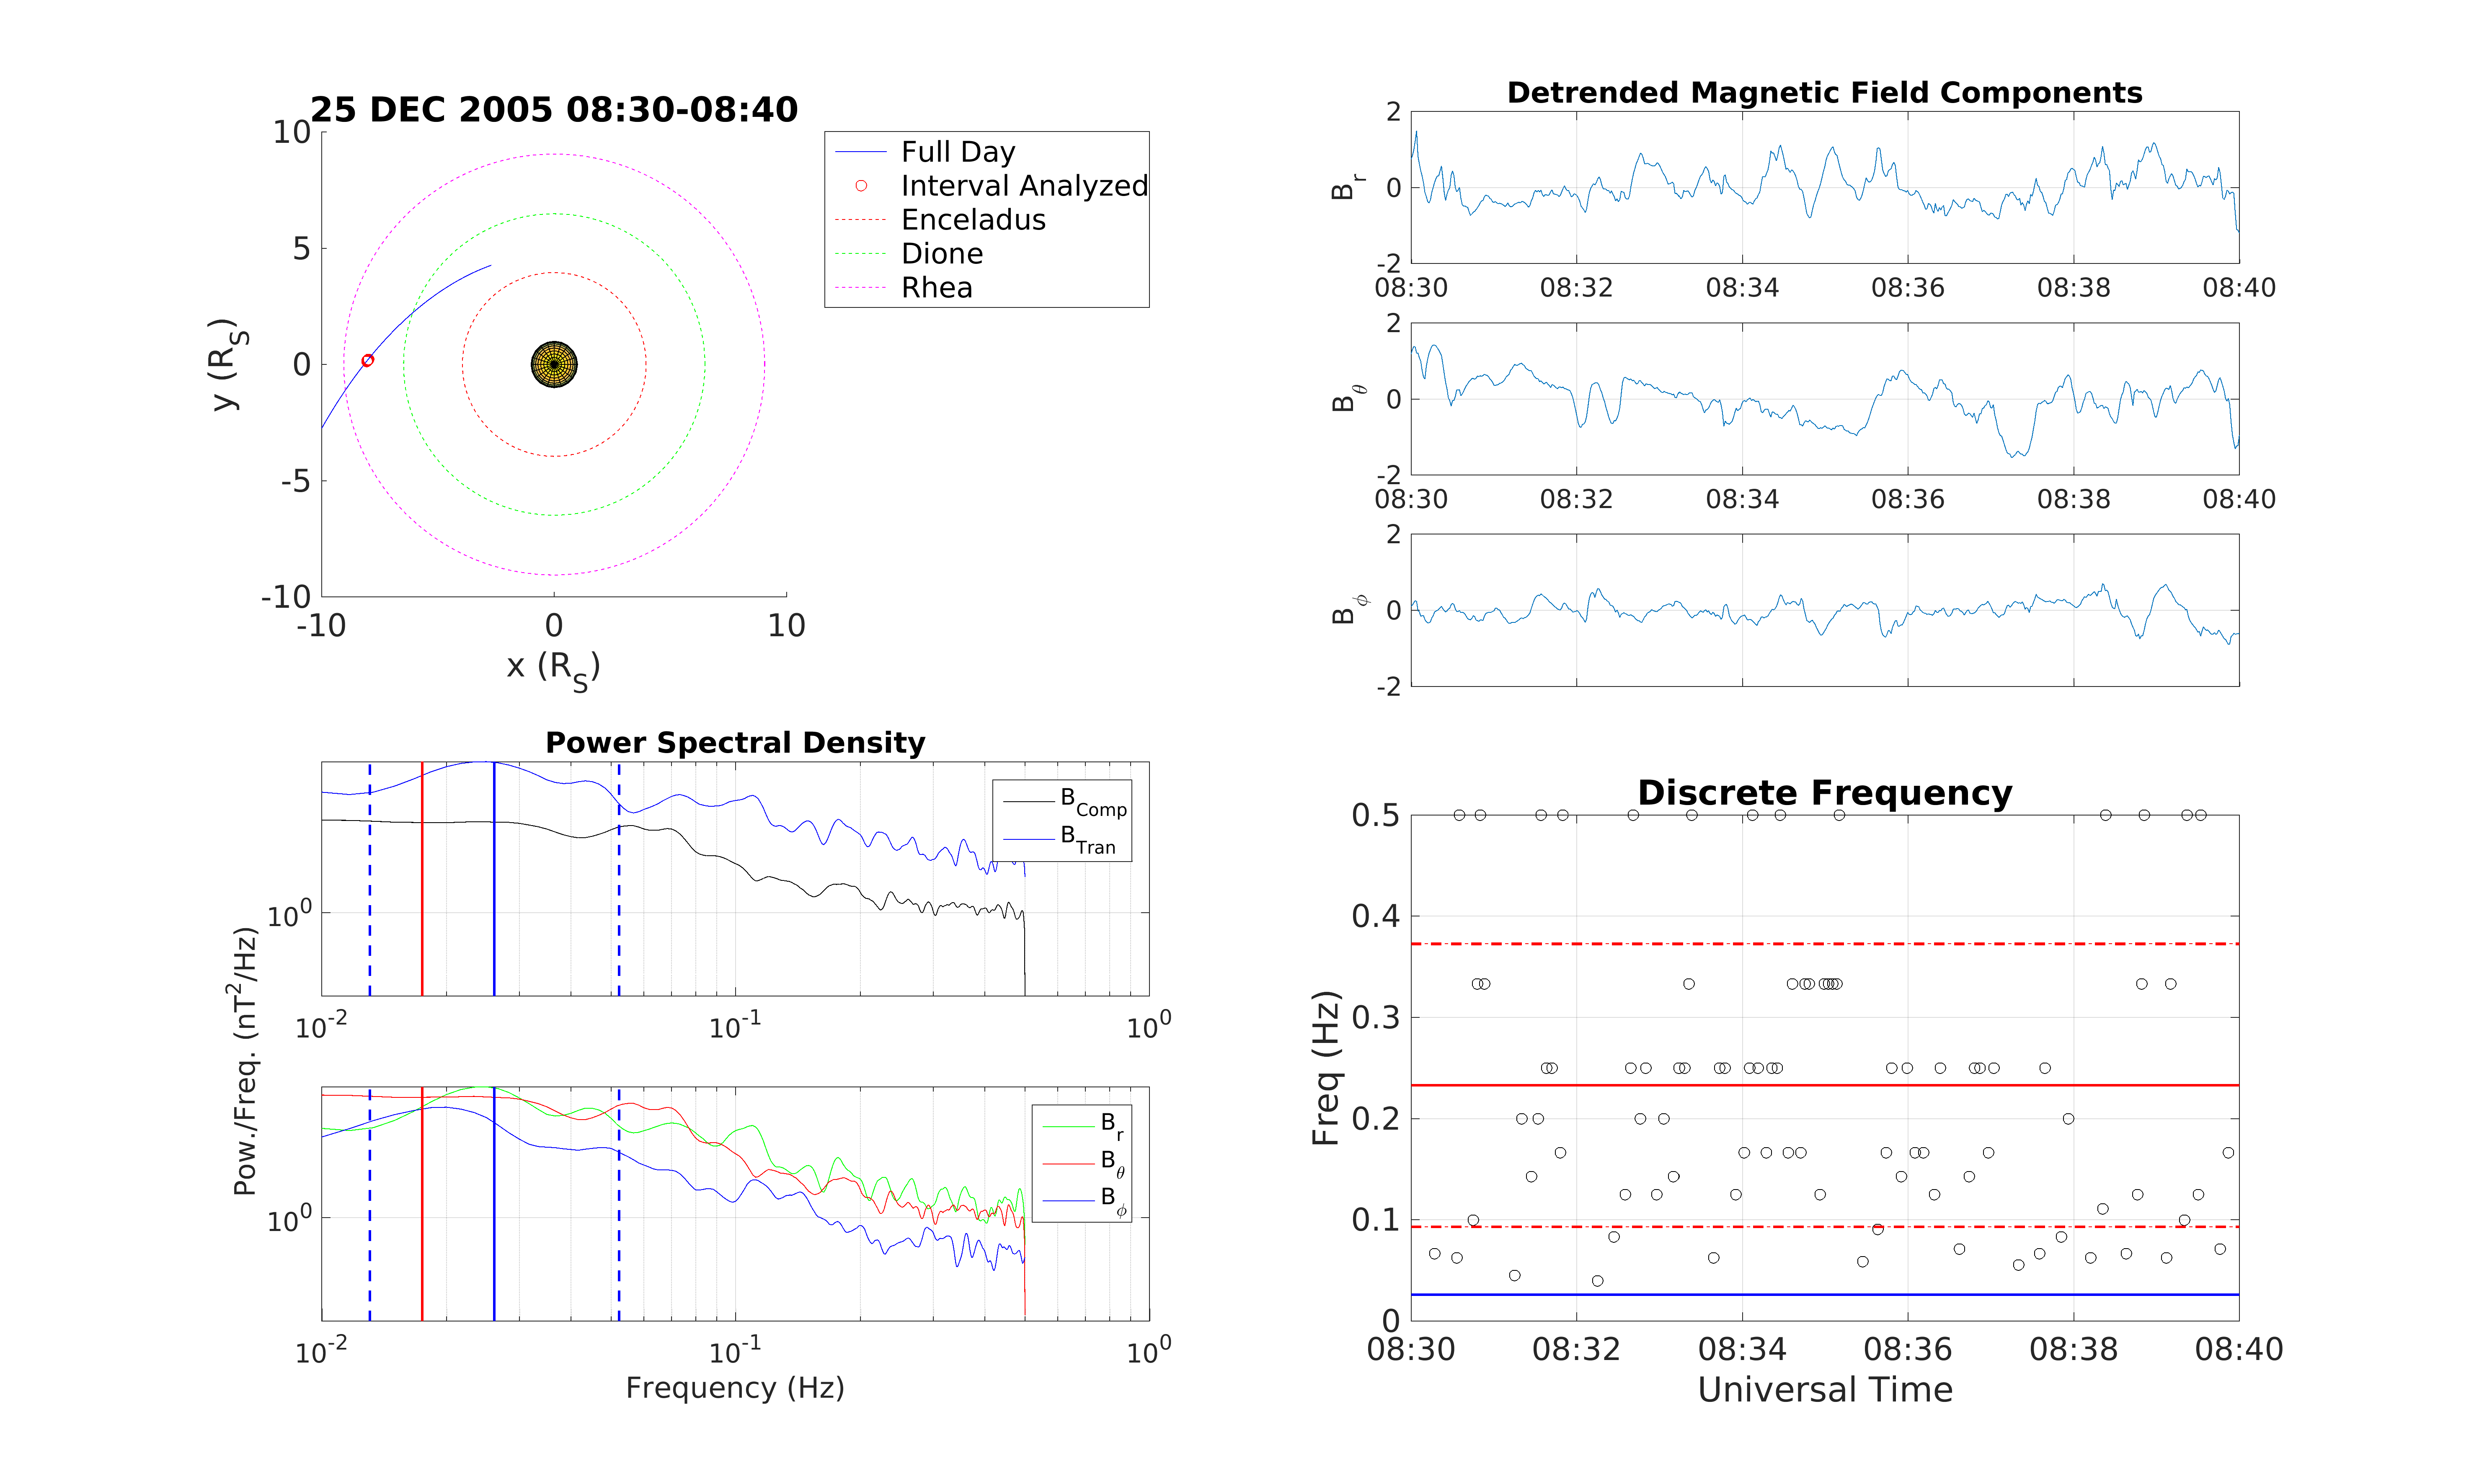 25 DEC 2005 08:30-08:40
10
5
0
-5
-10
-10
0
10
y (R_S)
x (R_S)
Full Day
Interval Analyzed
Enceladus
Dione
Rhea
Detrended Magnetic Field Components
2
0
-2
B_r
08:30
08:32
08:34
08:36
08:38
08:40
2
0
-2
B_θ
08:30
08:32
08:34
08:36
08:38
08:40
2
0
-2
B_ϕ
Power Spectral Density
10^0
10^-2
10^-1
10^0
B_Comp
B_Tran
Pow./Freq. (nT^2/Hz)
10^0
10^-2
10^-1
10^0
B_r
B_θ
B_ϕ
Frequency (Hz)
Discrete Frequency
0.5
0.4
0.3
0.2
0.1
0
Freq (Hz)
08:30
08:32
08:34
08:36
08:38
08:40
Universal Time